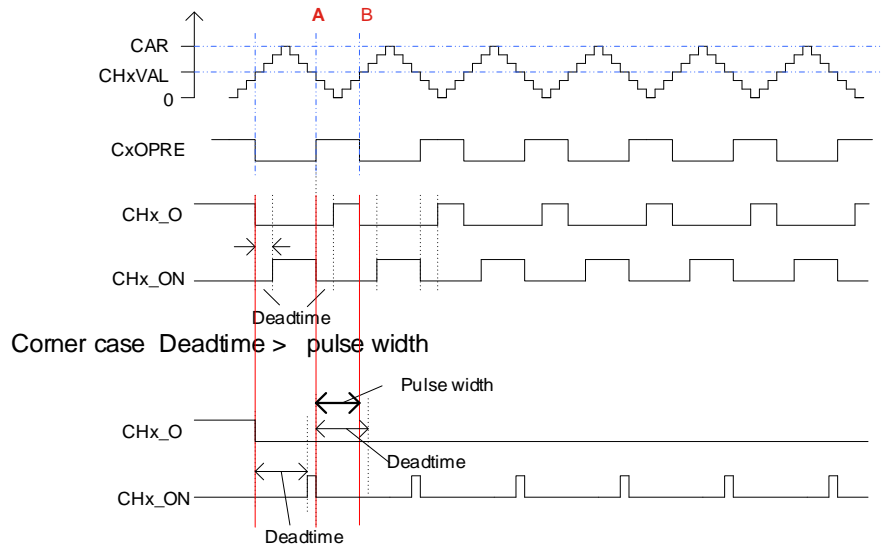 A B
CAR
CHxVAL
0
CxOPRE
CHx_O
CHx_ON
Deadtime
Corner case Deadtime > pulse width
Pulse width
CHx_O
Deadtime
CHx_ON
Deadtime